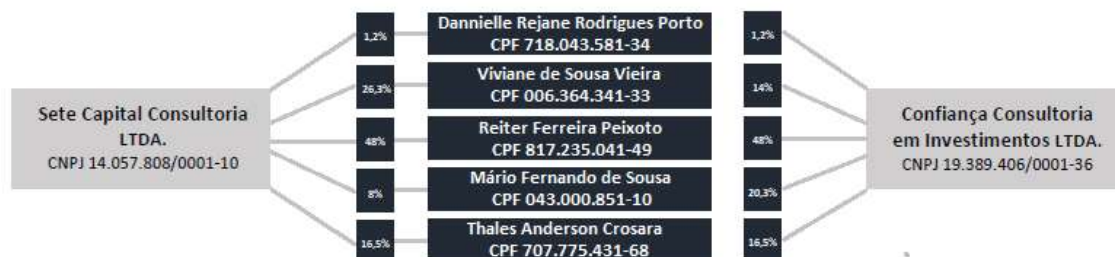 Sete Capital Consultoria
LTDA.
CNPJ 14.057.808/0001-10
1,2%
26,3%
48%
8%
16,5%
Dannielle Rejane Rodrigues Porto
CPF 718.043.581-34
Viviane de Sousa Vieira
CPF 006.364.341-33
Reiter Ferreira Peixoto
CPF 817.235.041-49
Mário Fernando de Sousa
CPF 043.000.851-10
Thales Anderson Crosara
CPF 707.775.431-68
1,2%
14%
48%
20,3%
16,5%
Confiança Consultoria
em Investimentos LTDA.
CNPJ 19.389.406/0001-36